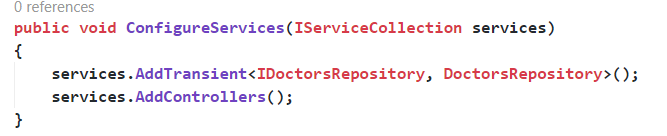 0 references
public void ConfigureServices(IServiceCollection services)
{
    services.AddTransient<IDoctorsRepository, DoctorsRepository>();
    services.AddControllers();
}